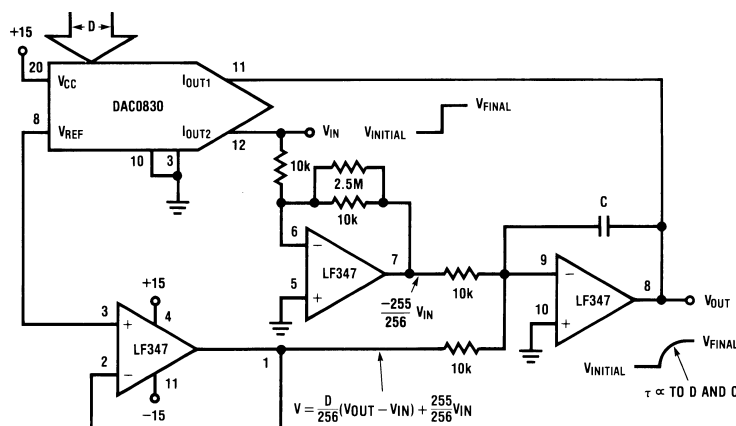 D
+15
20
11
VCC
IOUT1
DAC0830
8
VREF
IOUT2
12
VIN
VINITIAL
VFINAL
10
3
10k
2.5M
10k
6
−
7
LF347
5
+
−255/256 VIN
10k
C
9
−
8
LF347
10
+
VOUT
VINITIAL
VFINAL
τ ∝ TO D AND C
+15
4
3
+
LF347
2
−
11
−15
1
10k
V = D/256 (VOUT − VIN) + 255/256 VIN